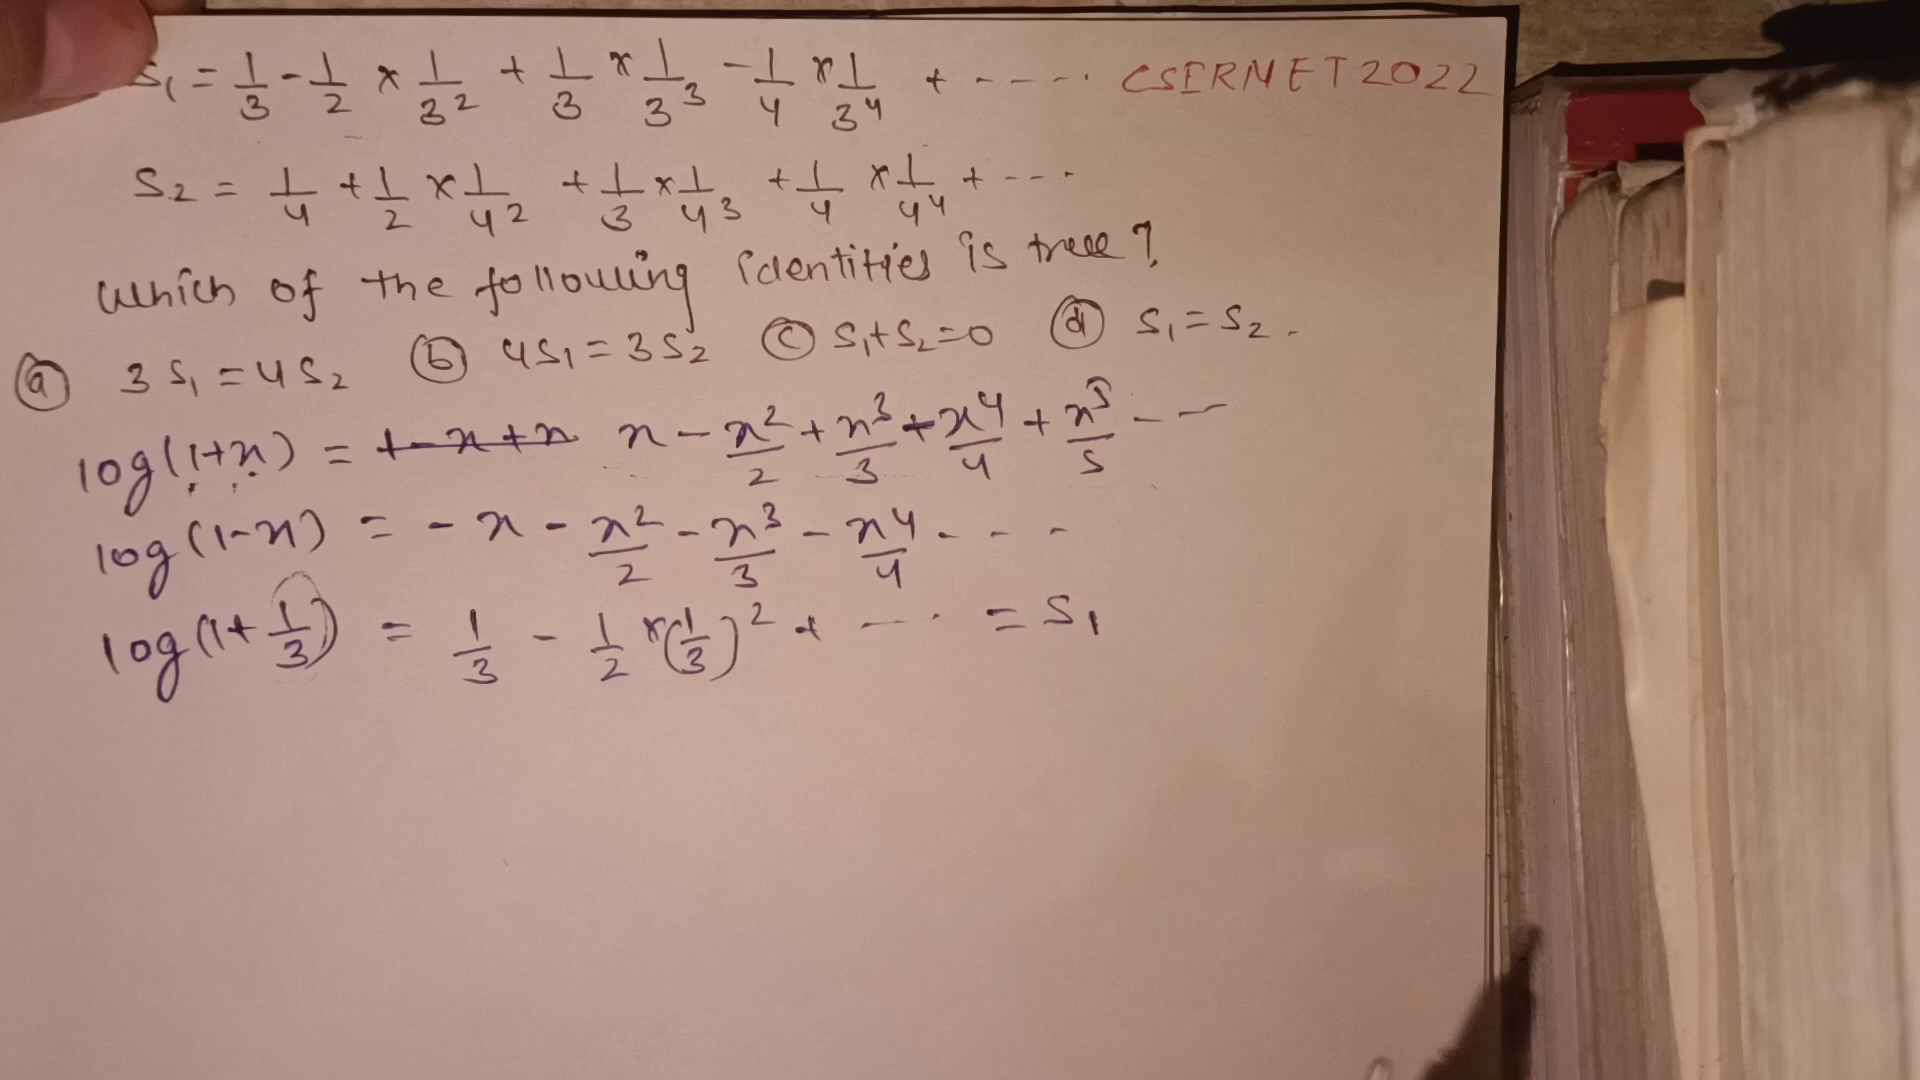 S₁ = 1/3 - 1/2 × 1/3² + 1/3 × 1/3³ - 1/4 × 1/3⁴ + ----. CSIRNET2022
S₂ = 1/4 + 1/2 × 1/4² + 1/3 × 1/4³ + 1/4 × 1/4⁴ + ---.
which of the following identities is true?
(a) 3S₁ = 4S₂ (b) 4S₁ = 3S₂ (c) S₁+S₂=0 (d) S₁ = S₂.
log(1+x) = x - x²/2 + x³/3 + x⁴/4 + x⁵/5 - -
log(1-x) = - x - x²/2 - x³/3 - x⁴/4 - - -
log(1+1/3) = 1/3 - 1/2 × (1/3)² + ---. = S₁